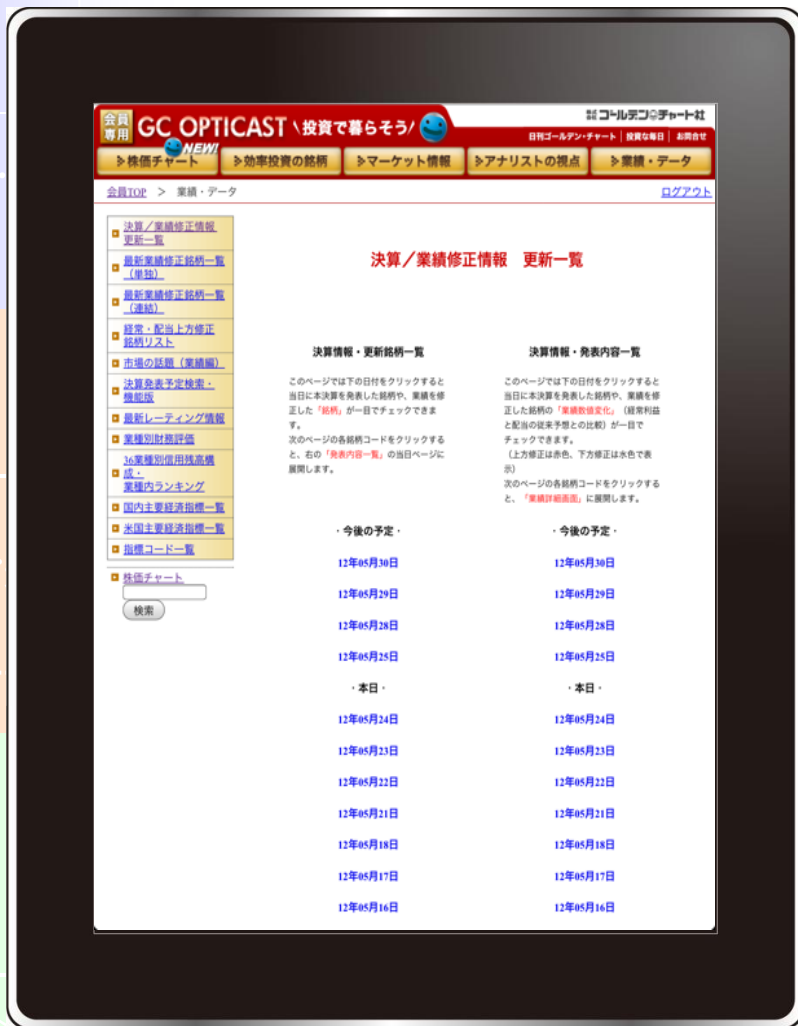 会員専用 GC OPTICAST \投資で暮らそう/
株式会社 ゴールデン・チャート社
日刊ゴールデン・チャート | 投資な毎日 | お問合せ
NEW!
株価チャート 効率投資の銘柄 マーケット情報 アナリストの視点 業績・データ
会員TOP > 業績・データ
ログアウト
決算/業績修正情報
更新一覧
最新業績修正銘柄一覧
(単独)
最新業績修正銘柄一覧
(連結)
経常・配当上方修正
銘柄リスト
市場の話題(業績編)
決算発表予定検索・
機能版
最新レーティング情報
業種別財務評価
36業種別信用残高構
成・
業種内ランキング
国内主要経済指標一覧
米国主要経済指標一覧
指標コード一覧
株価チャート
検索
決算/業績修正情報 更新一覧
決算情報・更新銘柄一覧
このページでは下の日付をクリックすると
当日に本決算を発表した銘柄や、業績を修
正した「銘柄」が一目でチェックできま
す。
次のページの各銘柄コードをクリックする
と、右の「発表内容一覧」の当日ページに
展開します。
・今後の予定・
12年05月30日
12年05月29日
12年05月28日
12年05月25日
・本日・
12年05月24日
12年05月23日
12年05月22日
12年05月21日
12年05月18日
12年05月17日
12年05月16日
決算情報・発表内容一覧
このページでは下の日付をクリックすると
当日に本決算を発表した銘柄や、業績を修
正した銘柄の「業績数値変化」(経常利益
と配当の従来予想との比較)が一目で
チェックできます。
(上方修正は赤色、下方修正は水色で表
示)
次のページの各銘柄コードをクリックする
と、「業績詳細画面」に展開します。
・今後の予定・
12年05月30日
12年05月29日
12年05月28日
12年05月25日
・本日・
12年05月24日
12年05月23日
12年05月22日
12年05月21日
12年05月18日
12年05月17日
12年05月16日